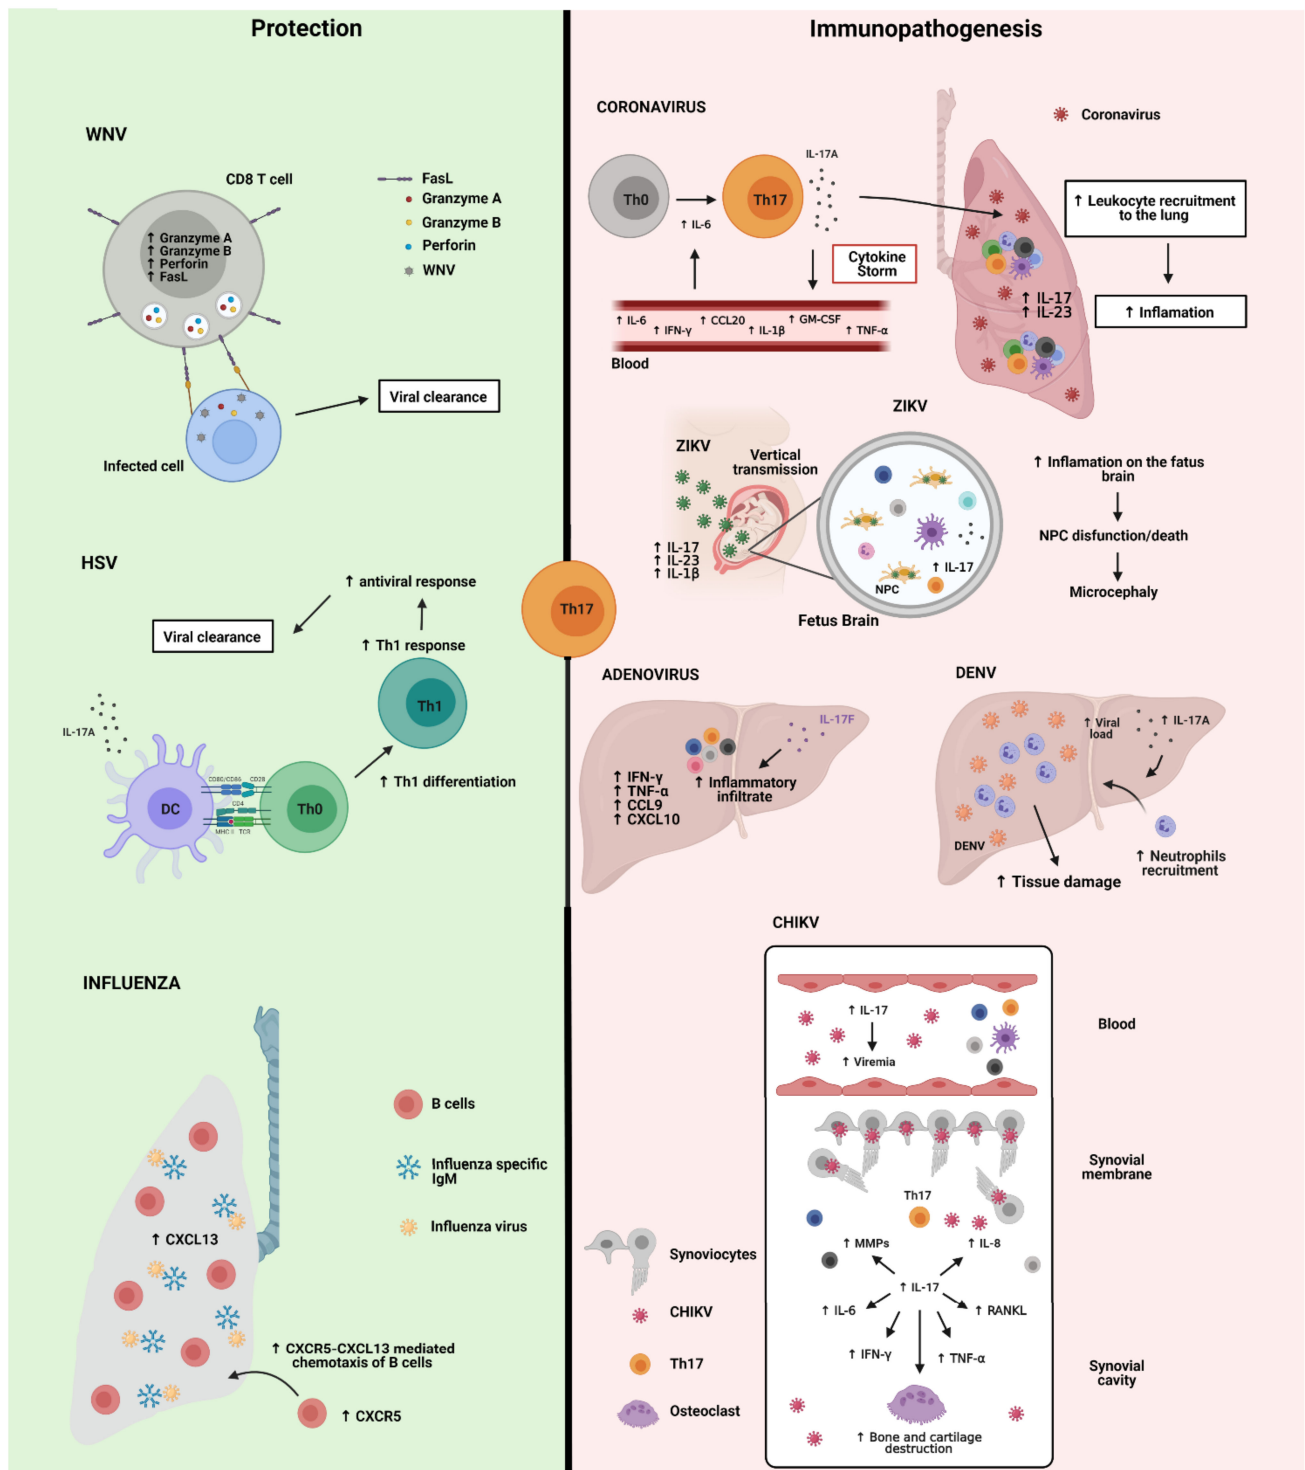 Protection
WNV
CD8 T cell
↑ Granzyme A
↑ Granzyme B
↑ Perforin
↑ FasL
FasL
Granzyme A
Granzyme B
Perforin
WNV
Viral clearance
Infected cell
HSV
↑ antiviral response
Viral clearance
↑ Th1 response
Th1
IL-17A
↑ Th1 differentiation
DC
CD80/CD86
CD28
CD4
MHC II
TCR
Th0
INFLUENZA
B cells
Influenza specific
IgM
Influenza virus
↑ CXCL13
↑ CXCR5-CXCL13 mediated
chemotaxis of B cells
↑ CXCR5
Th17
Immunopathogenesis
CORONAVIRUS
Coronavirus
Th0
↑ IL-6
Th17
IL-17A
Cytokine
Storm
↑ IL-6
↑ IFN-γ
↑ CCL20
↑ IL-1β
↑ GM-CSF
↑ TNF-α
Blood
↑ IL-17
↑ IL-23
↑ Leukocyte recruitment
to the lung
↑ Inflamation
ZIKV
ZIKV
Vertical
transmission
↑ IL-17
↑ IL-23
↑ IL-1β
↑ IL-17
NPC
Fetus Brain
↑ Inflamation on the fatus
brain
NPC disfunction/death
Microcephaly
ADENOVIRUS
IL-17F
↑ IFN-γ
↑ TNF-α
↑ CCL9
↑ CXCL10
↑ Inflammatory
infiltrate
DENV
↑ Viral
load
↑ IL-17A
DENV
↑ Neutrophils
recruitment
↑ Tissue damage
CHIKV
↑ IL-17
↑ Viremia
Blood
Synovial
membrane
Th17
↑ MMPs
↑ IL-8
↑ IL-17
↑ IL-6
↑ RANKL
↑ IFN-γ
↑ TNF-α
↑ Bone and cartilage
destruction
Synovial
cavity
Synoviocytes
CHIKV
Th17
Osteoclast